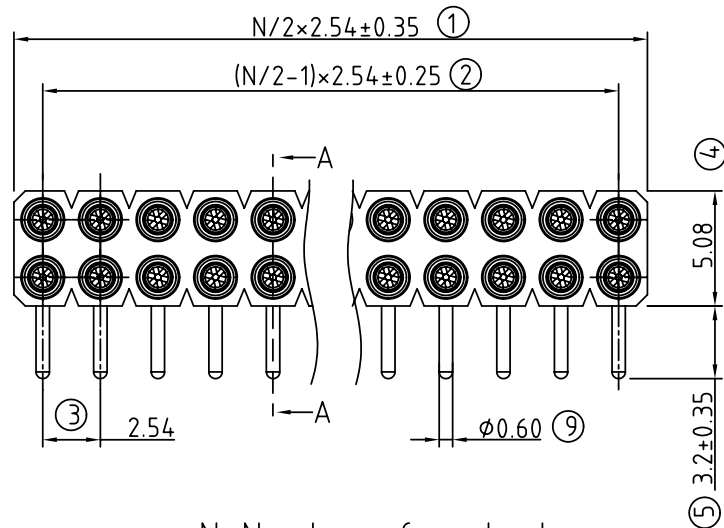 N/2×2.54±0.35 ①
(N/2-1)×2.54±0.25 ②
A
④
5.08
③
2.54
A
ϕ0.60 ⑨
3.2±0.35
⑤